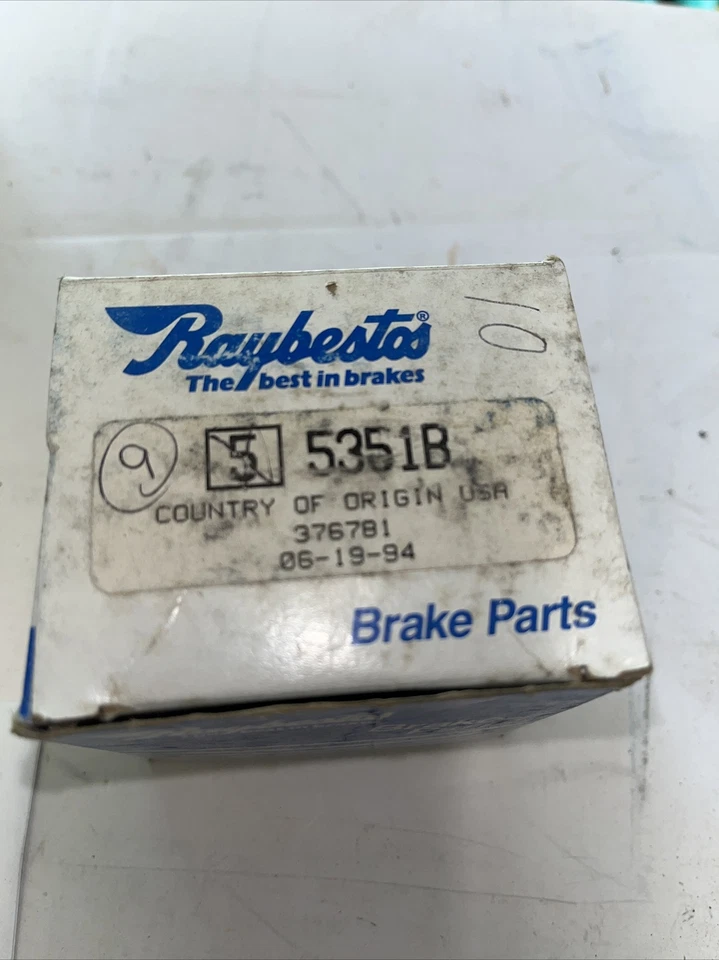 Raybestos®
The best in brakes
10
9 5 5351B
COUNTRY OF ORIGIN USA
376781
06-19-94
Brake Parts